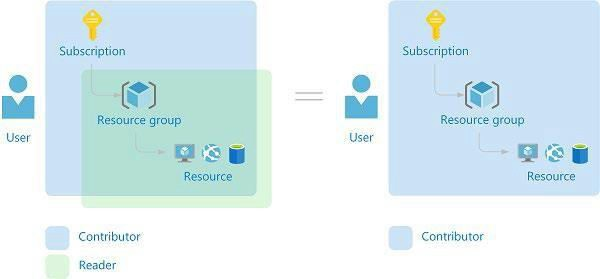 Subscription
Resource group
User
Resource
Contributor
Reader
Subscription
Resource group
User
Resource
Contributor